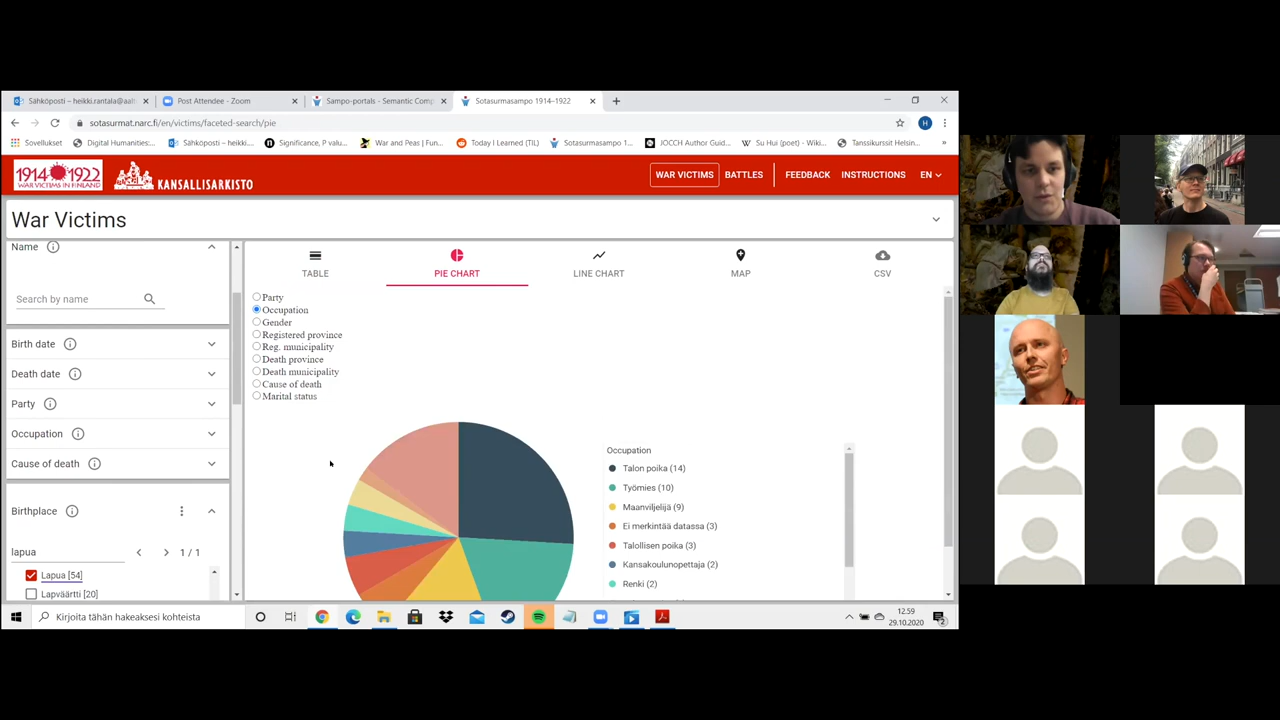 Sähköposti – heikki.rantala@aalt
Post Attendee - Zoom
Sampo-portals - Semantic Comp
Sotasurmasampo 1914–1922
sotasurmat.narc.fi/en/victims/faceted-search/pie
H
Sovellukset
Digital Humanities:...
Sähköposti – heikki....
Significance, P valu...
War and Peas | Fun...
Today I Learned (TIL)
Sotasurmasampo 1...
JOCCH Author Guid...
Su Hui (poet) - Wiki...
Tanssikurssit Helsin...
»
1914 1922
WAR VICTIMS IN FINLAND
KANSALLISARKISTO
WAR VICTIMS
BATTLES
FEEDBACK
INSTRUCTIONS
EN
War Victims
Name
Search by name
Birth date
Death date
Party
Occupation
Cause of death
Birthplace
lapua
1 / 1
Lapua [54]
Lapväärtti [20]
TABLE
PIE CHART
LINE CHART
MAP
CSV
Party
Occupation
Gender
Registered province
Reg. municipality
Death province
Death municipality
Cause of death
Marital status
Occupation
Talon poika (14)
Työmies (10)
Maanviljelijä (9)
Ei merkintää datassa (3)
Talollisen poika (3)
Kansakoulunopettaja (2)
Renki (2)
Kirjoita tähän hakeaksesi kohteita
12.59
29.10.2020
2